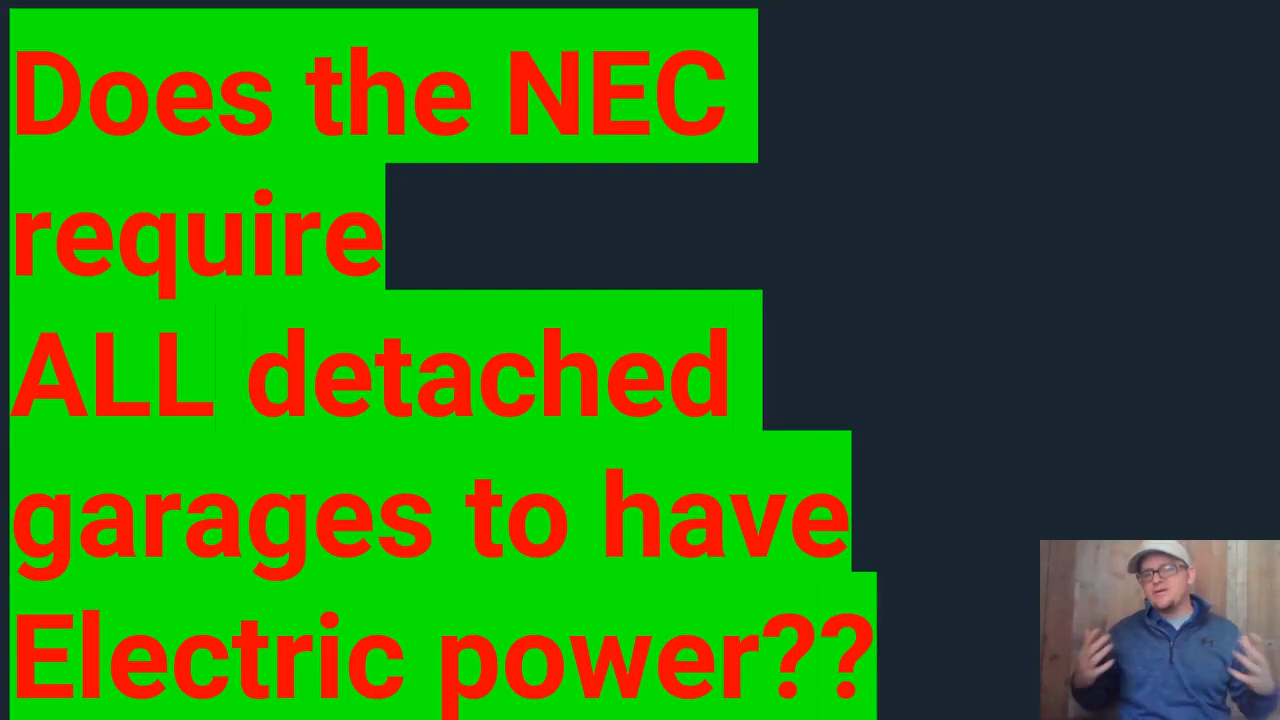 Does the NEC
require
ALL detached
garages to have
Electric power??